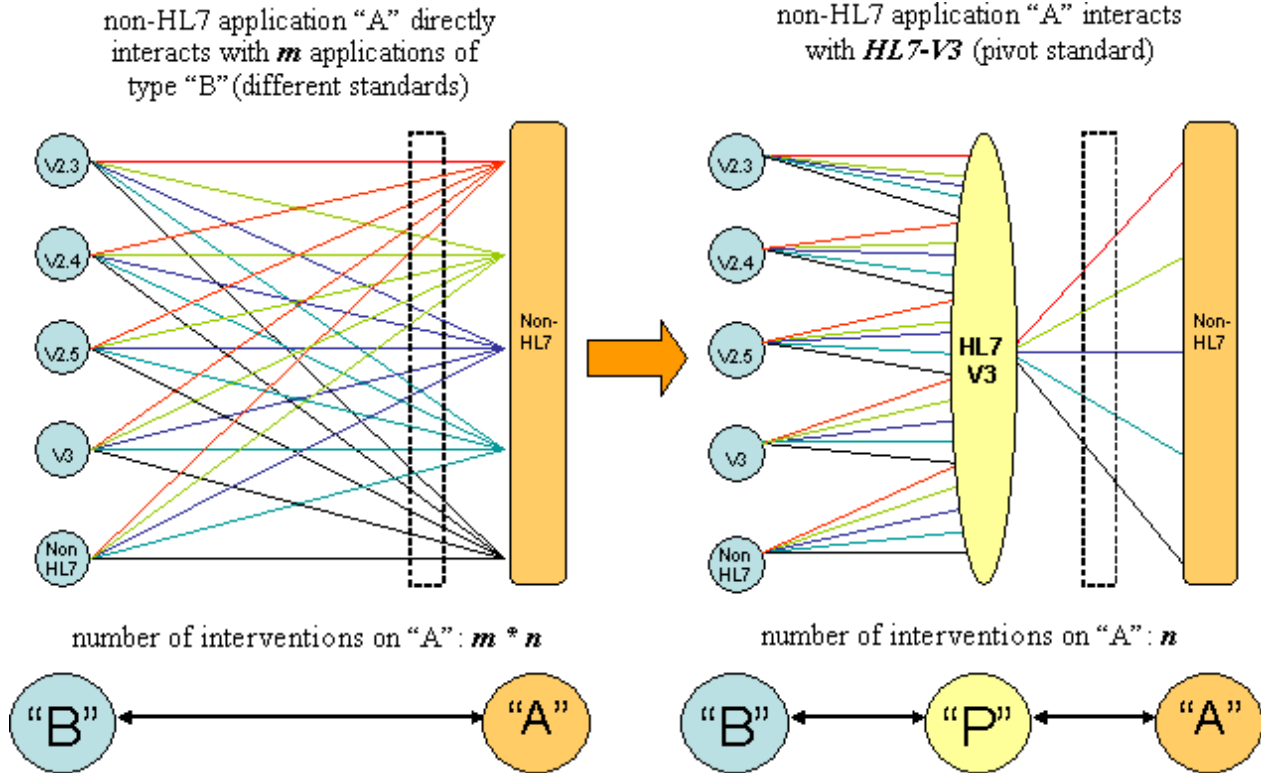 non-HL7 application “A” directly
interacts with m applications of
type “B” (different standards)
V2.3
V2.4
V2.5
V3
Non
HL7
Non-
HL7
number of interventions on “A”: m * n
“B”
“A”
non-HL7 application “A” interacts
with HL7-V3 (pivot standard)
V2.3
V2.4
V2.5
V3
Non
HL7
HL7
V3
Non-
HL7
number of interventions on “A”: n
“B”
“P”
“A”